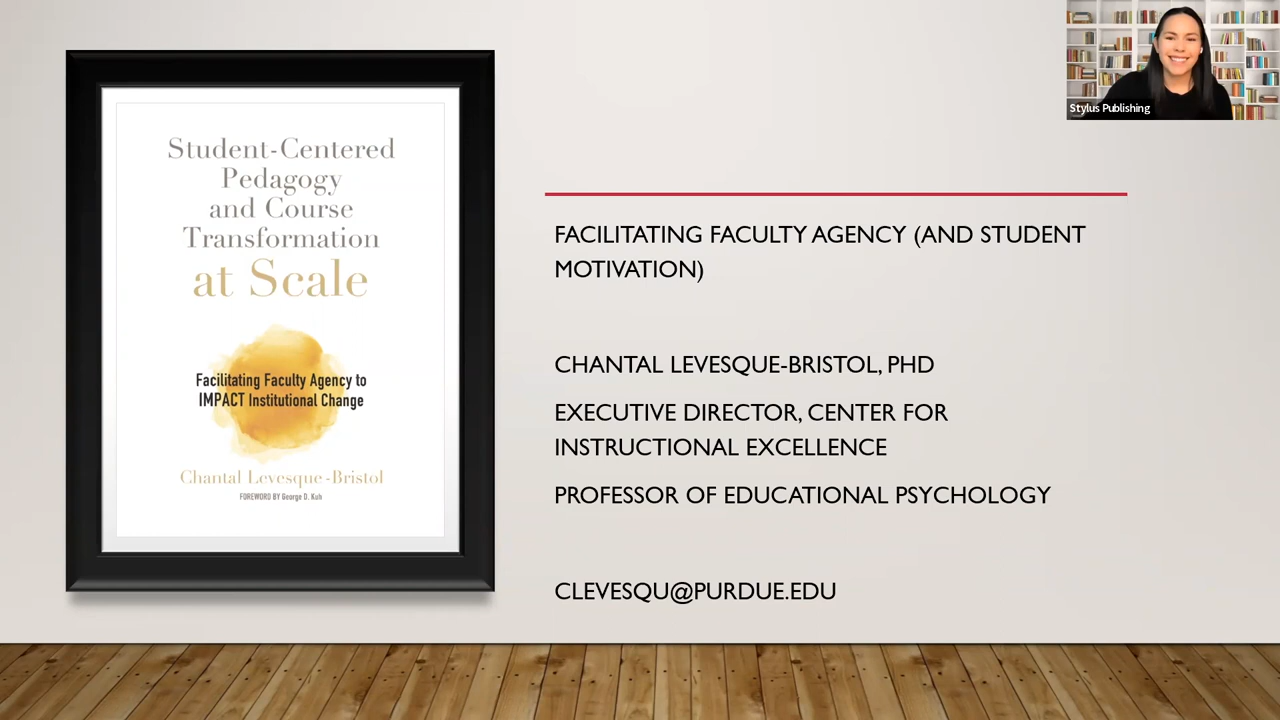 Student-Centered
Pedagogy
and Course
Transformation
at Scale
Facilitating Faculty Agency to
IMPACT Institutional Change
Chantal Levesque-Bristol
FOREWORD BY George D. Kuh
Stylus Publishing
FACILITATING FACULTY AGENCY (AND STUDENT
MOTIVATION)
CHANTAL LEVESQUE-BRISTOL, PHD
EXECUTIVE DIRECTOR, CENTER FOR
INSTRUCTIONAL EXCELLENCE
PROFESSOR OF EDUCATIONAL PSYCHOLOGY
CLEVESQU@PURDUE.EDU